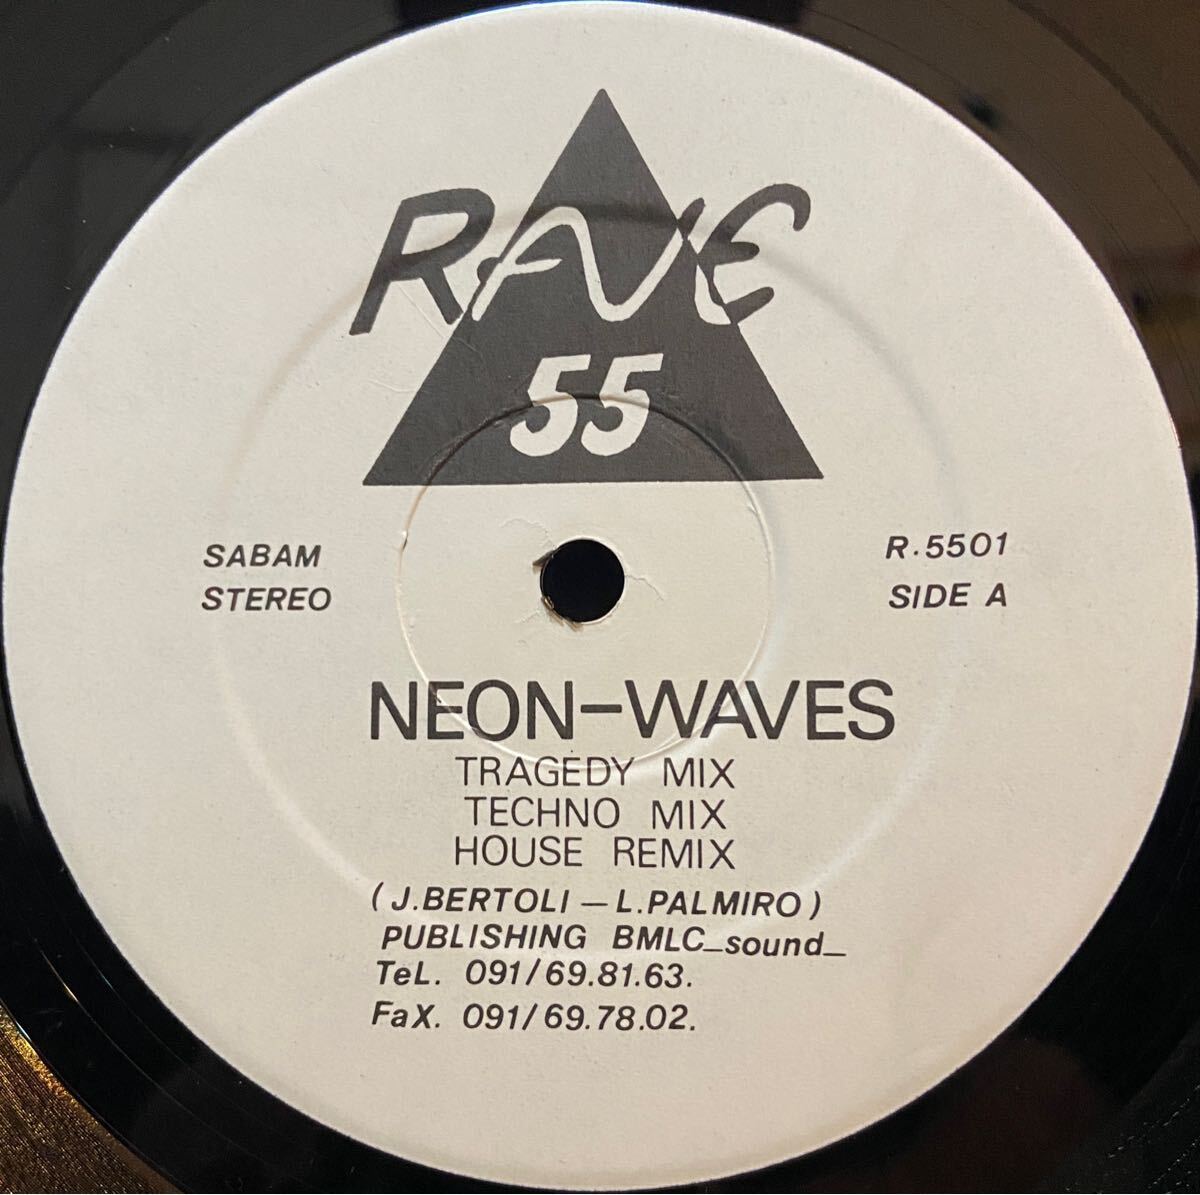 RAVE
55
SABAM
STEREO
R.5501
SIDE A
NEON-WAVES
TRAGEDY MIX
TECHNO MIX
HOUSE REMIX
(J.BERTOLI - L.PALMIRO)
PUBLISHING BMLC_sound_
TeL. 091/69.81.63.
FaX. 091/69.78.02.